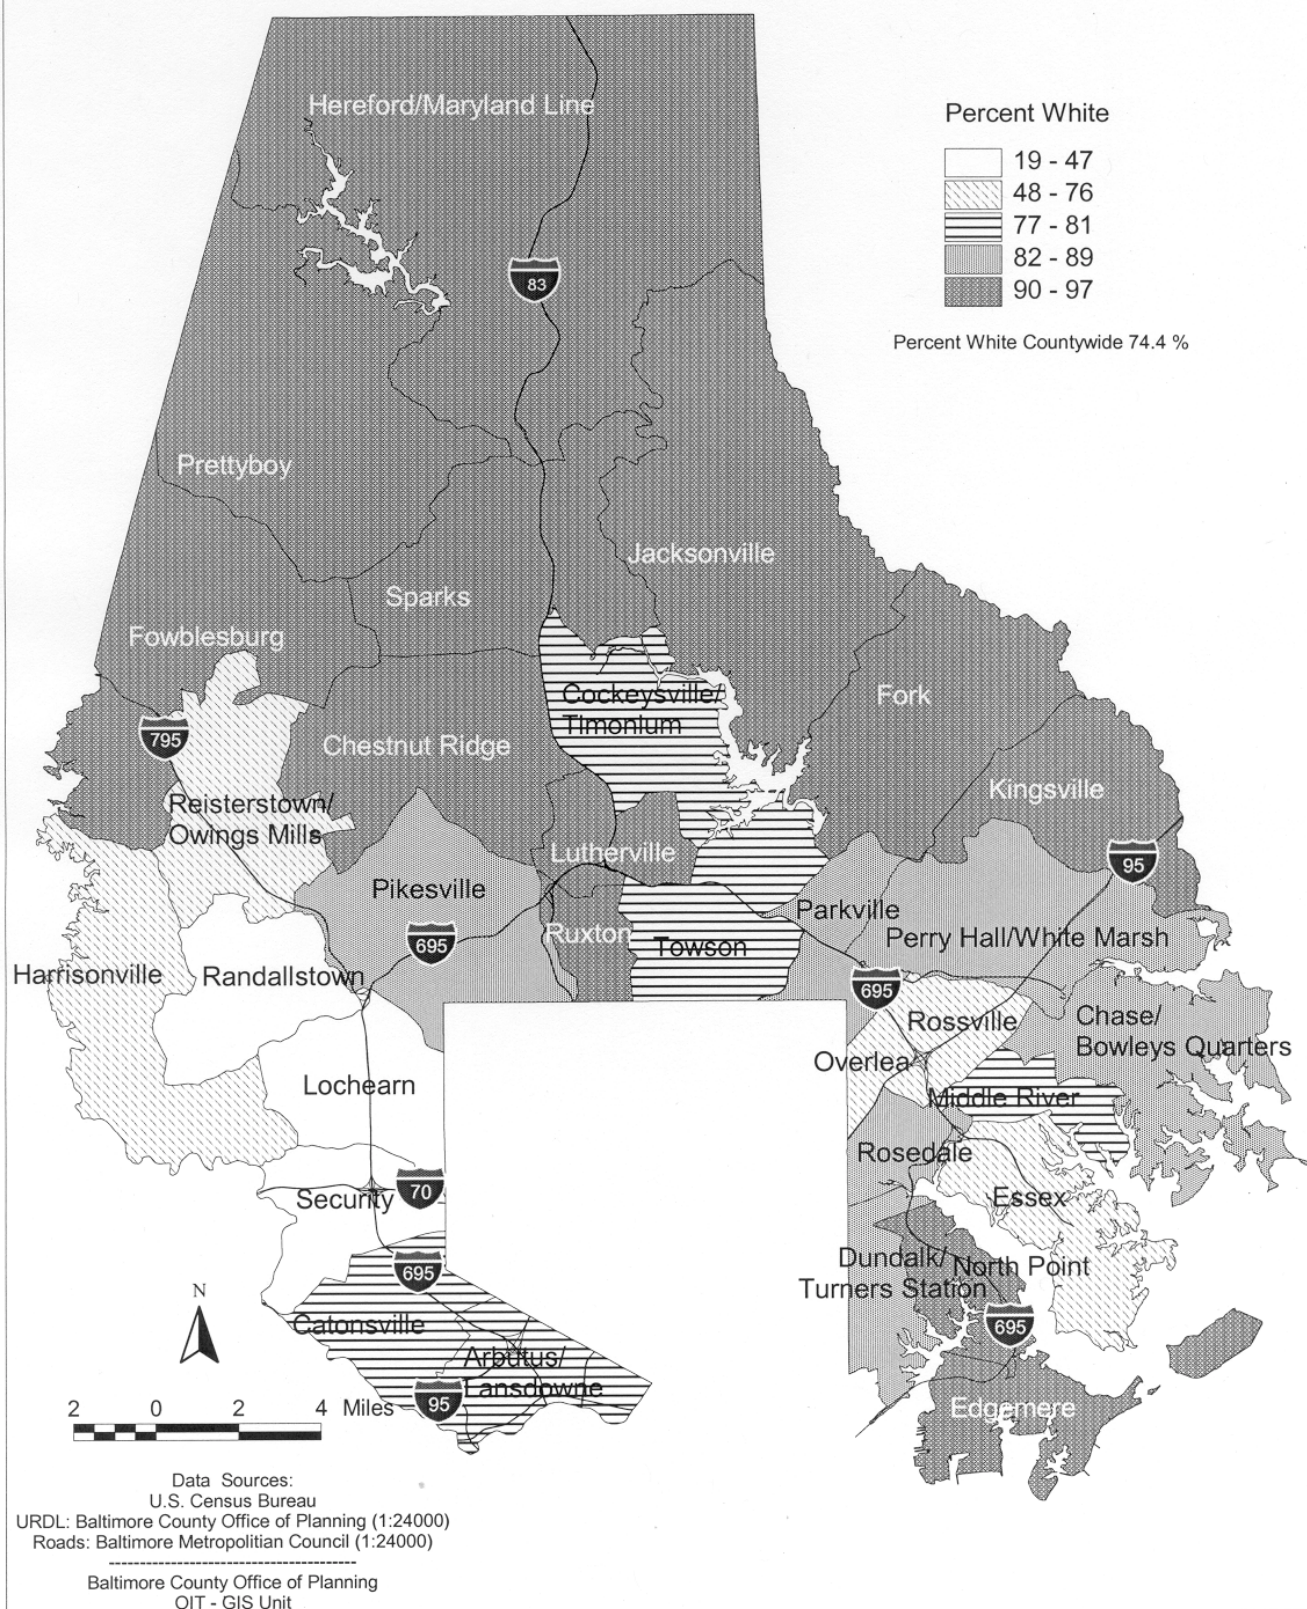 Hereford/Maryland Line
Percent White
19 - 47
48 - 76
77 - 81
82 - 89
90 - 97
Percent White Countywide 74.4 %
83
Prettyboy
Jacksonville
Sparks
Fowblesburg
Cockeysville/
Timonium
Fork
795
Chestnut Ridge
Kingsville
Reisterstown/
Owings Mills
Lutherville
95
Pikesville
Parkville
695
Ruxton
Towson
Perry Hall/White Marsh
Harrisonville
Randallstown
695
Rossville
Chase/
Bowleys Quarters
Overlea
Lochearn
Middle River
Rosedale
Security
70
Essex
695
Dundalk/
Turners Station
North Point
N
Catonsville
695
Arbutus/
Lansdowne
2 0 2 4 Miles
95
Edgemere
Data Sources:
U.S. Census Bureau
URDL: Baltimore County Office of Planning (1:24000)
Roads: Baltimore Metropolitian Council (1:24000)
------------------------------------
Baltimore County Office of Planning
OIT - GIS Unit